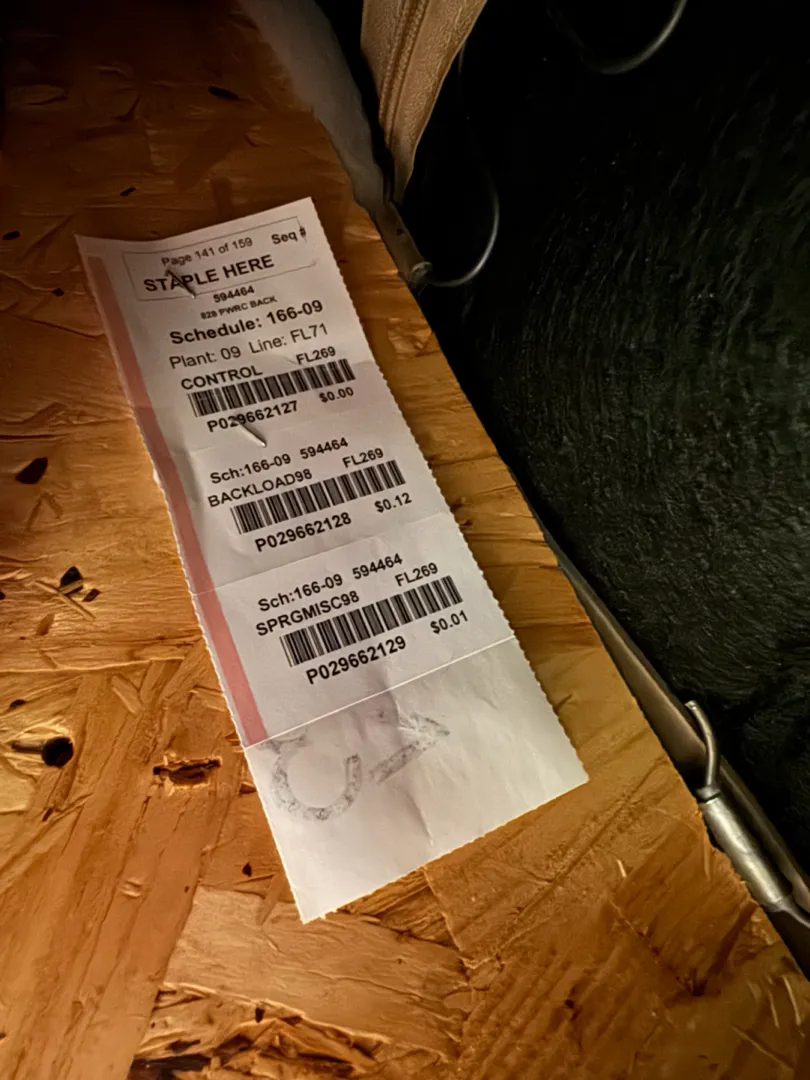 Page 141 of 159 Seq #
STAPLE HERE
594464
828 PWRC BACK
Schedule: 166-09
Plant: 09 Line: FL71
CONTROL FL269
P029662127 $0.00
Sch:166-09 594464
BACKLOAD98 FL269
P029662128 $0.12
Sch:166-09 594464
SPRGMISC98 FL269
P029662129 $0.01